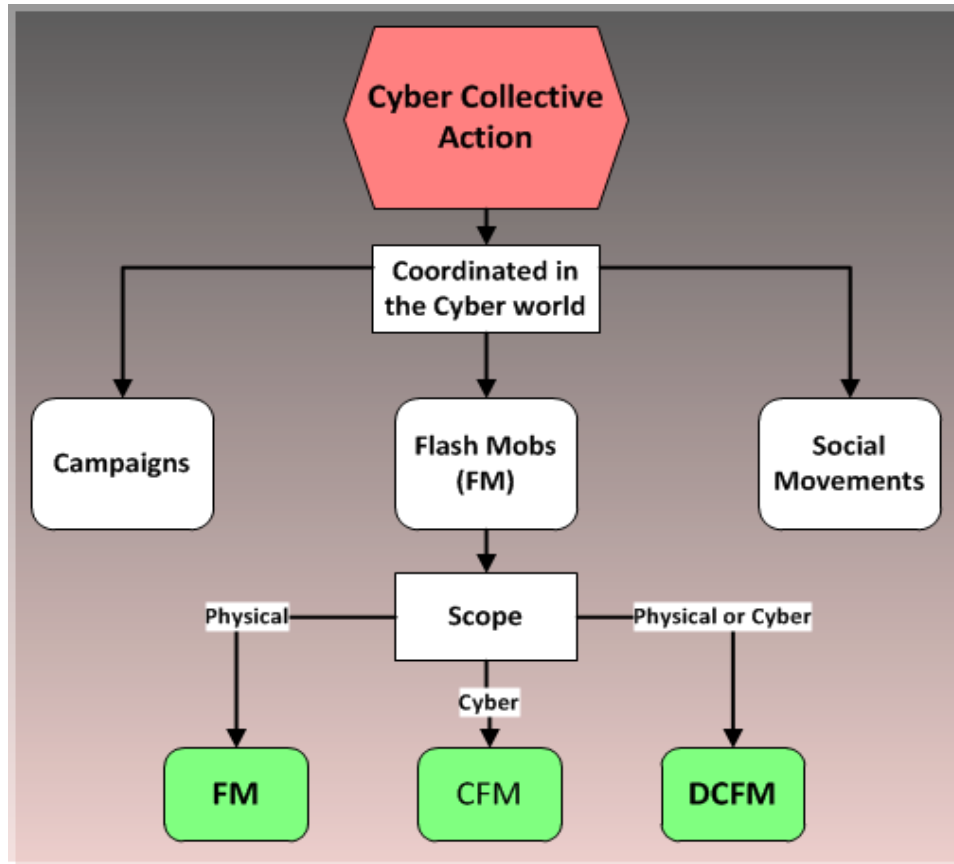 Cyber Collective
Action
Coordinated in
the Cyber world
Campaigns
Flash Mobs
(FM)
Social
Movements
Physical
Scope
Physical or Cyber
Cyber
FM
CFM
DCFM